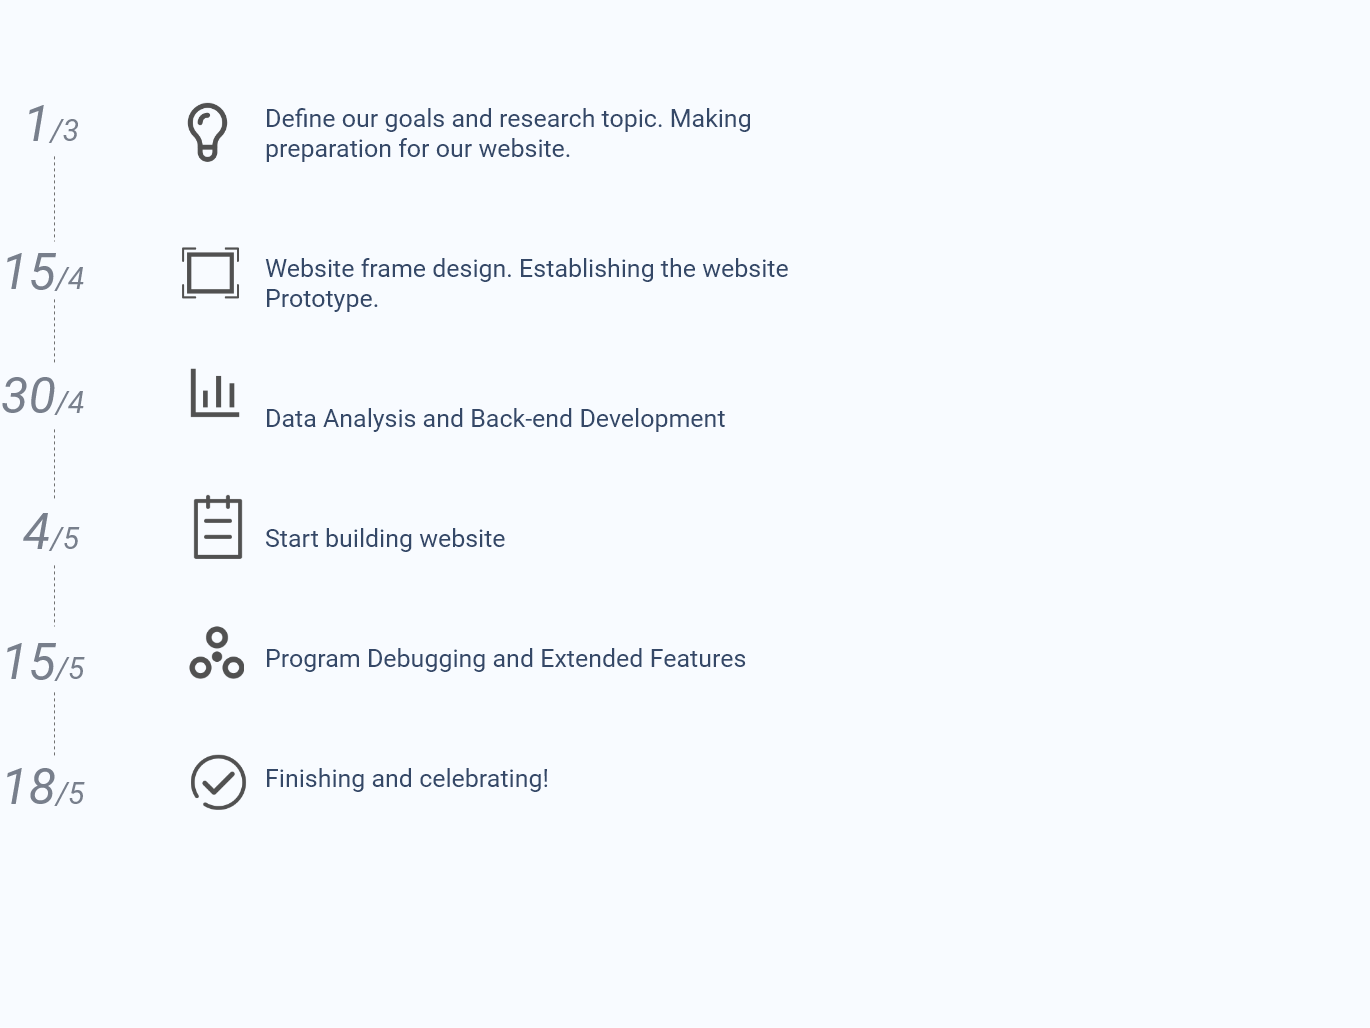 1/3
Define our goals and research topic. Making
preparation for our website.
15/4
Website frame design. Establishing the website
Prototype.
30/4
Data Analysis and Back-end Development
4/5
Start building website
15/5
Program Debugging and Extended Features
18/5
Finishing and celebrating!